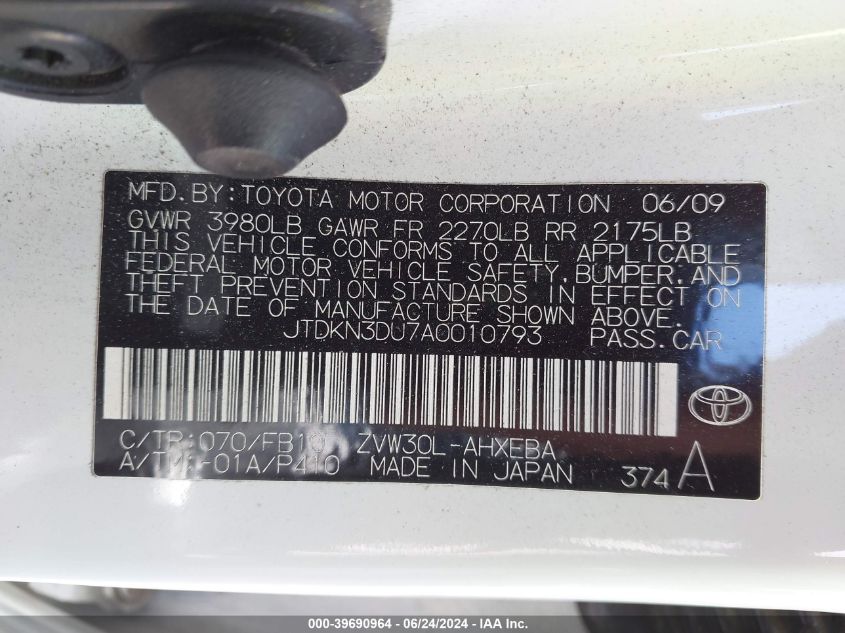 MFD. BY: TOYOTA MOTOR CORPORATION 06/09
GVWR 3980LB GAWR FR 2270LB RR 2175LB
THIS VEHICLE CONFORMS TO ALL APPLICABLE
FEDERAL MOTOR VEHICLE SAFETY, BUMPER, AND
THEFT PREVENTION STANDARDS IN EFFECT ON
THE DATE OF MANUFACTURE SHOWN ABOVE.
JTDKN3DU7A0010793 PASS. CAR
C/TR: 070/FB10 ZVW30L-AHXEBA
A/TM: -01A/P410 MADE IN JAPAN 374 A
000-39690964 - 06/24/2024 - IAA Inc.